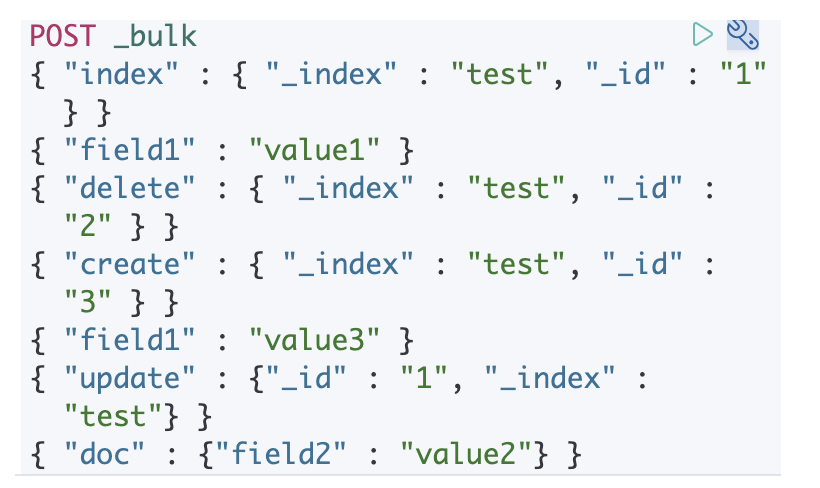 POST _bulk
{ "index" : { "_index" : "test", "_id" : "1"
} }
{ "field1" : "value1" }
{ "delete" : { "_index" : "test", "_id" :
"2" } }
{ "create" : { "_index" : "test", "_id" :
"3" } }
{ "field1" : "value3" }
{ "update" : {"_id" : "1", "_index" :
"test"} }
{ "doc" : {"field2" : "value2"} }